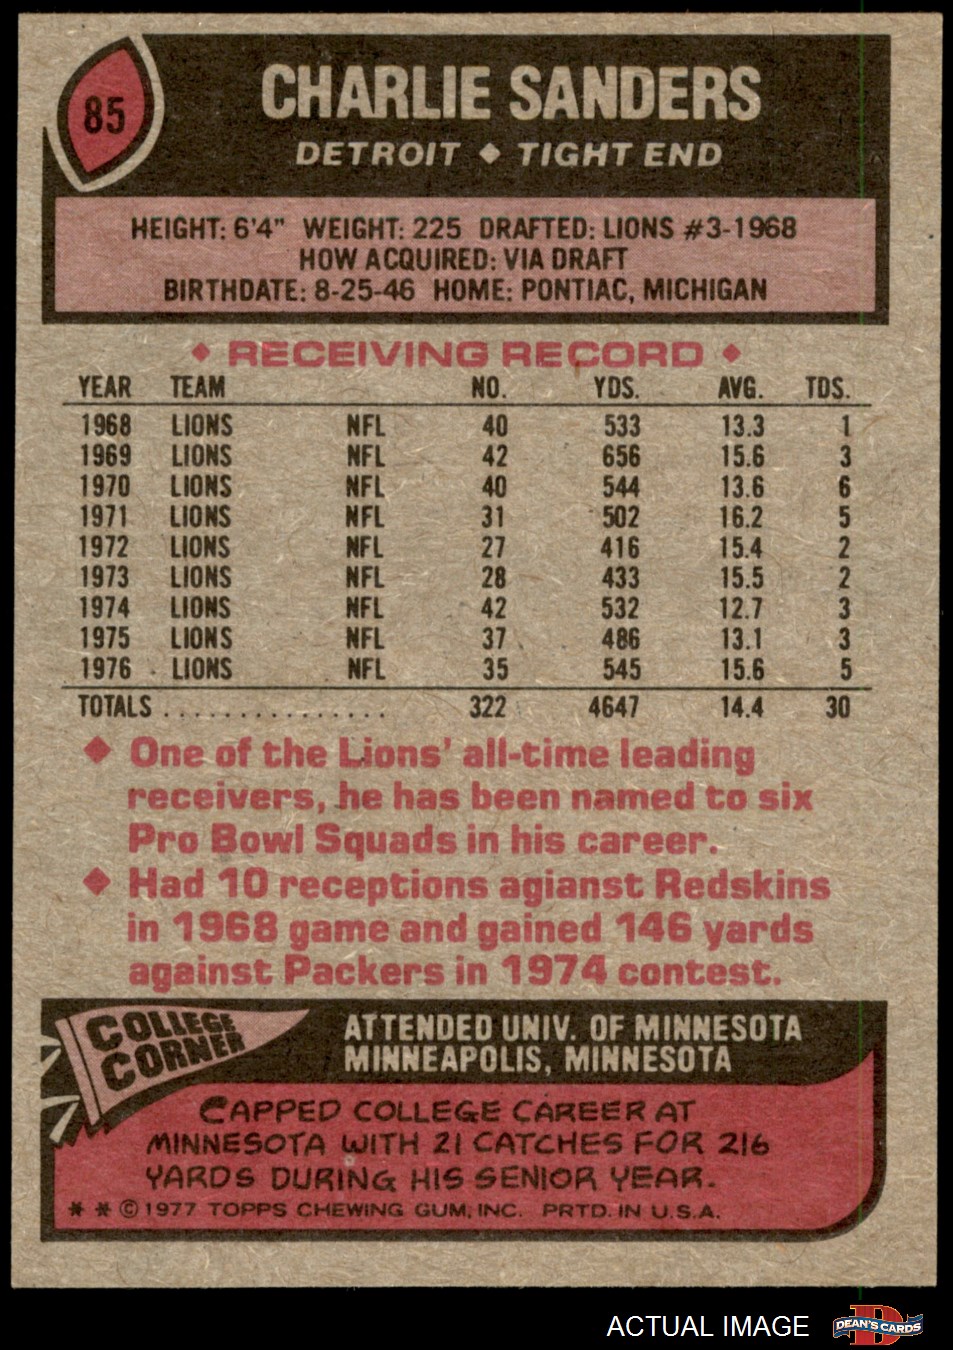 85
CHARLIE SANDERS
DETROIT ◆ TIGHT END
HEIGHT: 6'4" WEIGHT: 225 DRAFTED: LIONS #3-1968
HOW ACQUIRED: VIA DRAFT
BIRTHDATE: 8-25-46 HOME: PONTIAC, MICHIGAN
◆ RECEIVING RECORD ◆
YEAR TEAM NO. YDS. AVG. TDS.
1968 LIONS NFL 40 533 13.3 1
1969 LIONS NFL 42 656 15.6 3
1970 LIONS NFL 40 544 13.6 6
1971 LIONS NFL 31 502 16.2 5
1972 LIONS NFL 27 416 15.4 2
1973 LIONS NFL 28 433 15.5 2
1974 LIONS NFL 42 532 12.7 3
1975 LIONS NFL 37 486 13.1 3
1976 LIONS NFL 35 545 15.6 5
TOTALS ............... 322 4647 14.4 30
◆ One of the Lions' all-time leading
receivers, he has been named to six
Pro Bowl Squads in his career.
◆ Had 10 receptions agianst Redskins
in 1968 game and gained 146 yards
against Packers in 1974 contest.
COLLEGE
CORNER
ATTENDED UNIV. OF MINNESOTA
MINNEAPOLIS, MINNESOTA
CAPPED COLLEGE CAREER AT
MINNESOTA WITH 21 CATCHES FOR 216
YARDS DURING HIS SENIOR YEAR.
* * © 1977 TOPPS CHEWING GUM, INC. PRTD. IN U.S.A.
ACTUAL IMAGE
D
DEAN'S CARDS